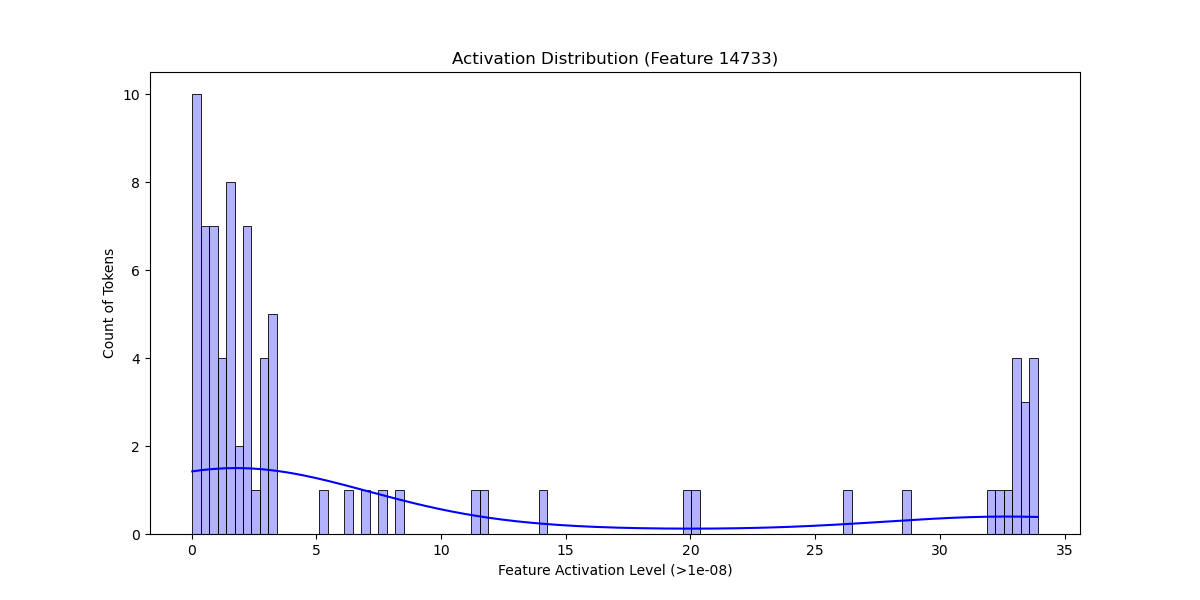 Activation Distribution (Feature 14733)
Count of Tokens
10
8
6
4
2
0
0 5 10 15 20 25 30 35
Feature Activation Level (>1e-08)